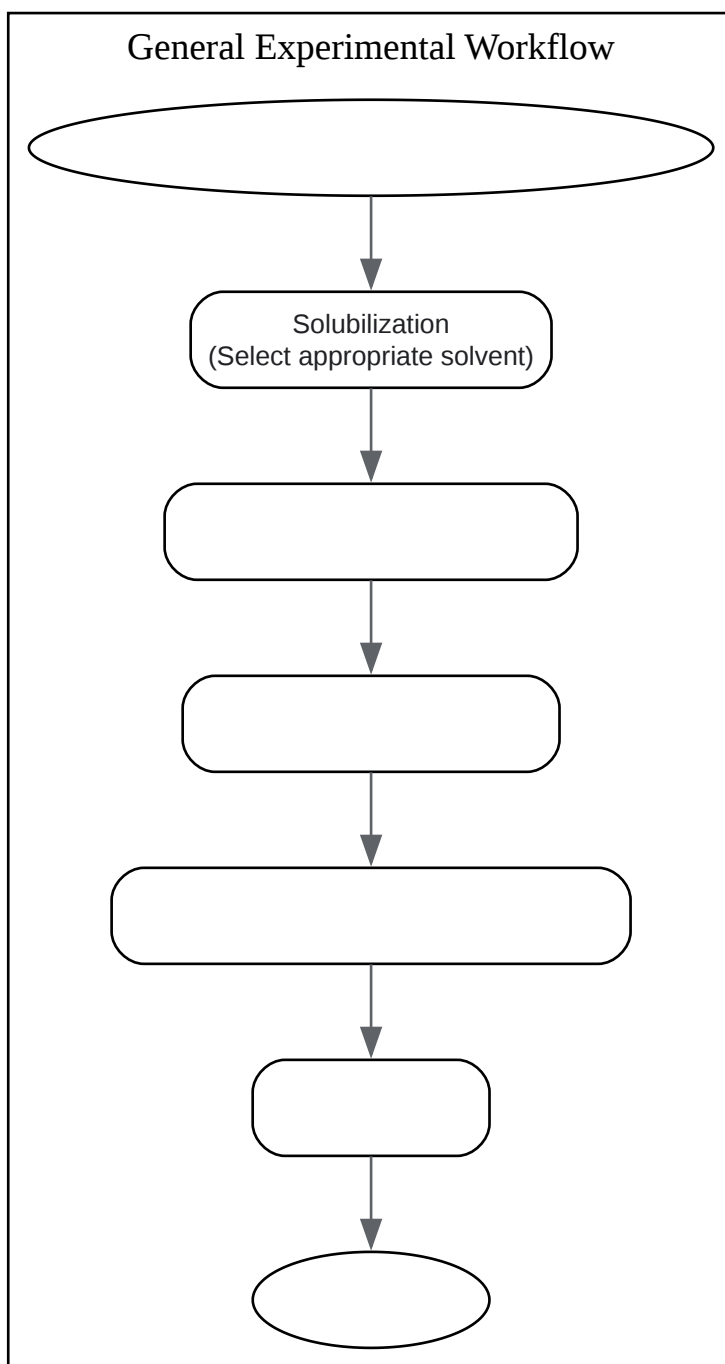 General Experimental Workflow
Solubilization
(Select appropriate solvent)